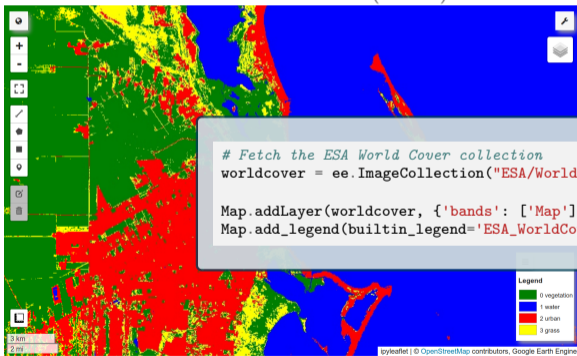 +
-
# Fetch the ESA World Cover collection
worldcover = ee.ImageCollection("ESA/World
Map.addLayer(worldcover, {'bands': ['Map']
Map.add_legend(builtin_legend='ESA_WorldCo
Legend
0 vegetation
1 water
2 urban
3 grass
3 km
2 mi
ipyleaflet | © OpenStreetMap contributors, Google Earth Engine